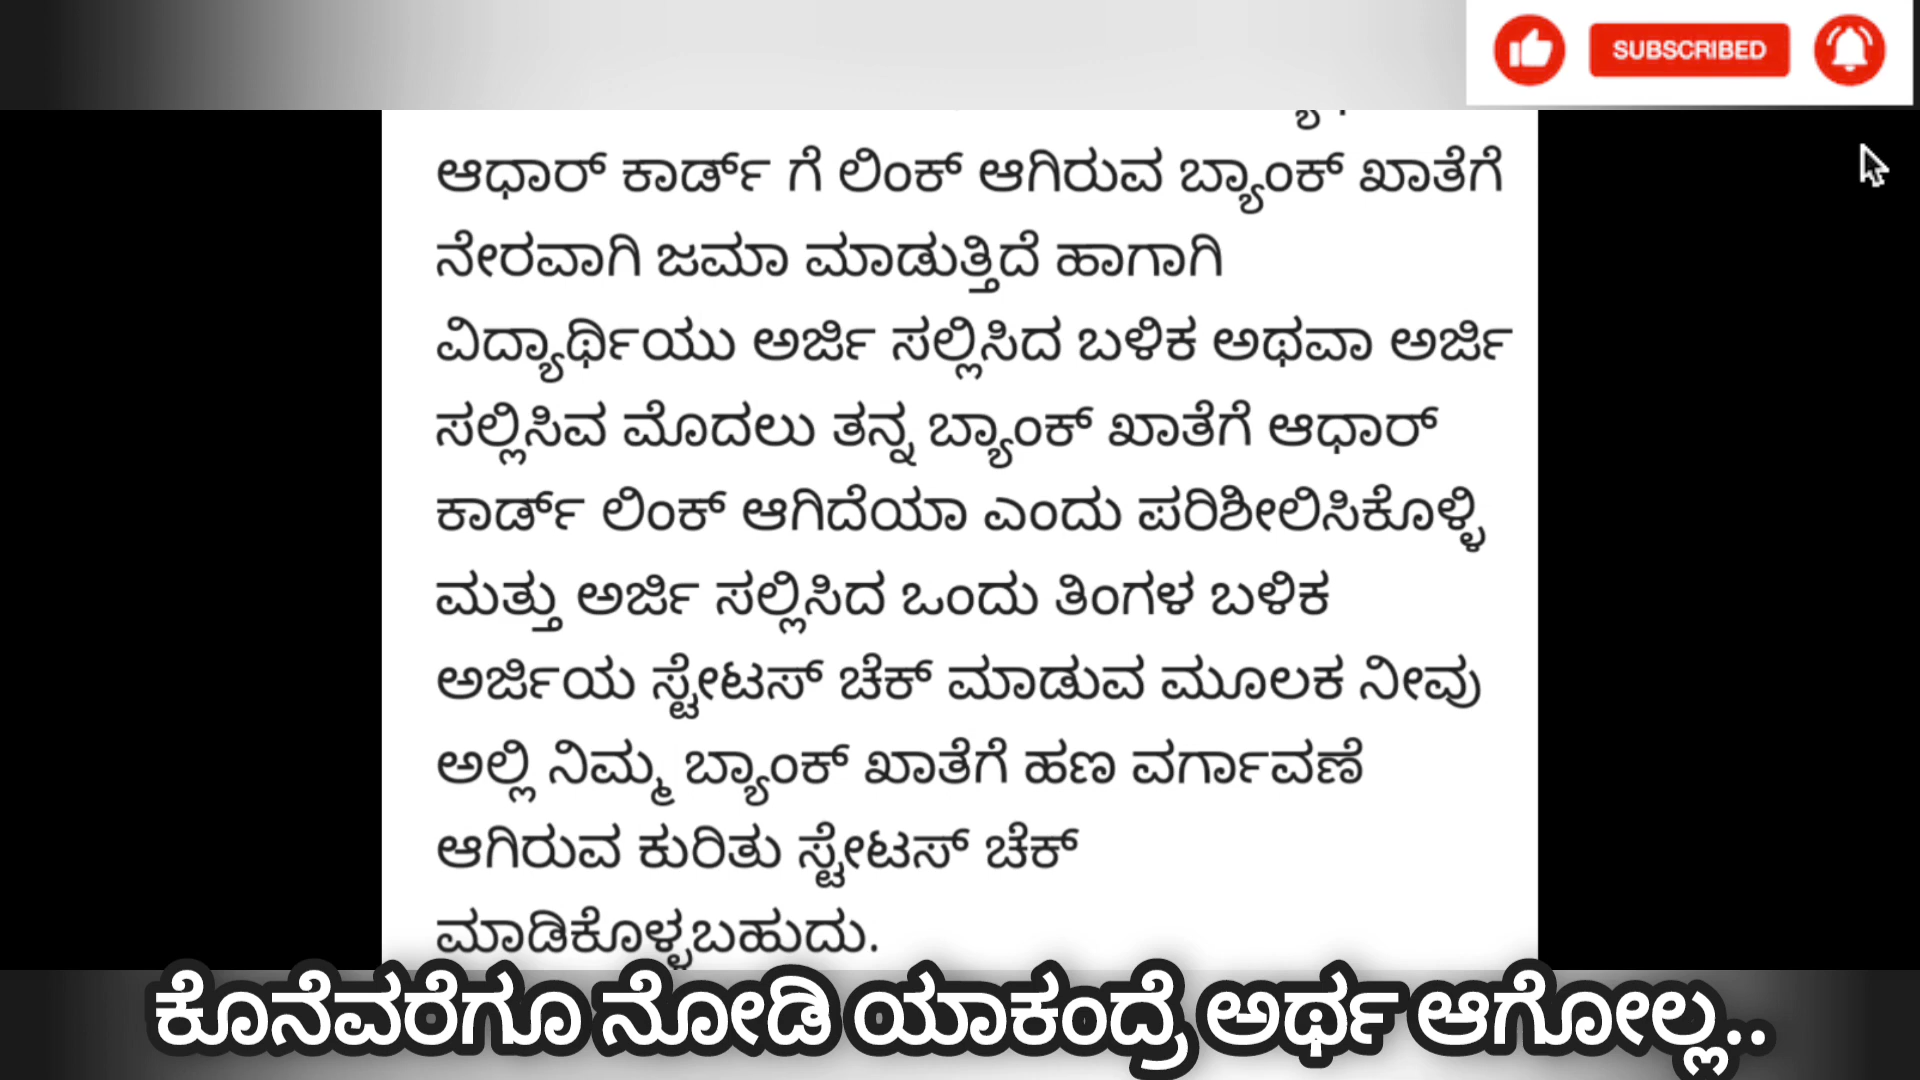 SUBSCRIBED
ಆಧಾರ್ ಕಾರ್ಡ್ ಗೆ ಲಿಂಕ್ ಆಗಿರುವ ಬ್ಯಾಂಕ್ ಖಾತೆಗೆ
ನೇರವಾಗಿ ಜಮಾ ಮಾಡುತ್ತಿದೆ ಹಾಗಾಗಿ
ವಿದ್ಯಾರ್ಥಿಯು ಅರ್ಜಿ ಸಲ್ಲಿಸಿದ ಬಳಿಕ ಅಥವಾ ಅರ್ಜಿ
ಸಲ್ಲಿಸಿವ ಮೊದಲು ತನ್ನ ಬ್ಯಾಂಕ್ ಖಾತೆಗೆ ಆಧಾರ್
ಕಾರ್ಡ್ ಲಿಂಕ್ ಆಗಿದೆಯಾ ಎಂದು ಪರಿಶೀಲಿಸಿಕೊಳ್ಳಿ
ಮತ್ತು ಅರ್ಜಿ ಸಲ್ಲಿಸಿದ ಒಂದು ತಿಂಗಳ ಬಳಿಕ
ಅರ್ಜಿಯ ಸ್ಟೇಟಸ್ ಚೆಕ್ ಮಾಡುವ ಮೂಲಕ ನೀವು
ಅಲ್ಲಿ ನಿಮ್ಮ ಬ್ಯಾಂಕ್ ಖಾತೆಗೆ ಹಣ ವರ್ಗಾವಣೆ
ಆಗಿರುವ ಕುರಿತು ಸ್ಟೇಟಸ್ ಚೆಕ್
ಮಾಡಿಕೊಳ್ಳಬಹುದು.
ಕೊನೆವರೆಗೂ ನೋಡಿ ಯಾಕಂದ್ರೆ ಅರ್ಥ ಆಗೋಲ್ಲ..